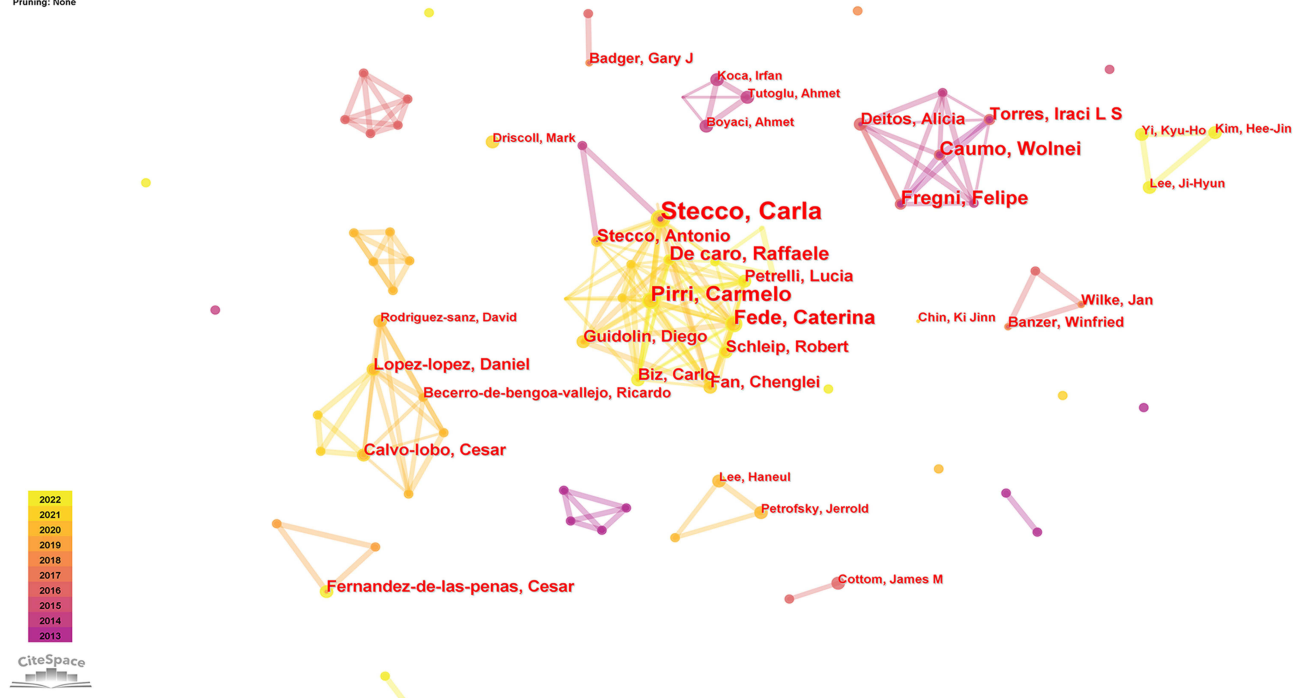 Pruning: None
Badger, Gary J
Koca, Irfan
Tutoglu, Ahmet
Boyaci, Ahmet
Deitos, Alicia
Torres, Iraci L S
Caumo, Wolnei
Fregni, Felipe
Yi, Kyu-Ho
Kim, Hee-Jin
Lee, Ji-Hyun
Driscoll, Mark
Stecco, Carla
Stecco, Antonio
De caro, Raffaele
Petrelli, Lucia
Pirri, Carmelo
Fede, Caterina
Guidolin, Diego
Schleip, Robert
Biz, Carlo
Fan, Chenglei
Wilke, Jan
Chin, Ki Jinn
Banzer, Winfried
Rodriguez-sanz, David
Lopez-lopez, Daniel
Becerro-de-bengoa-vallejo, Ricardo
Calvo-lobo, Cesar
Lee, Haneul
Petrofsky, Jerrold
Fernandez-de-las-penas, Cesar
Cottom, James M
2022
2021
2020
2019
2018
2017
2016
2015
2014
2013
CiteSpace